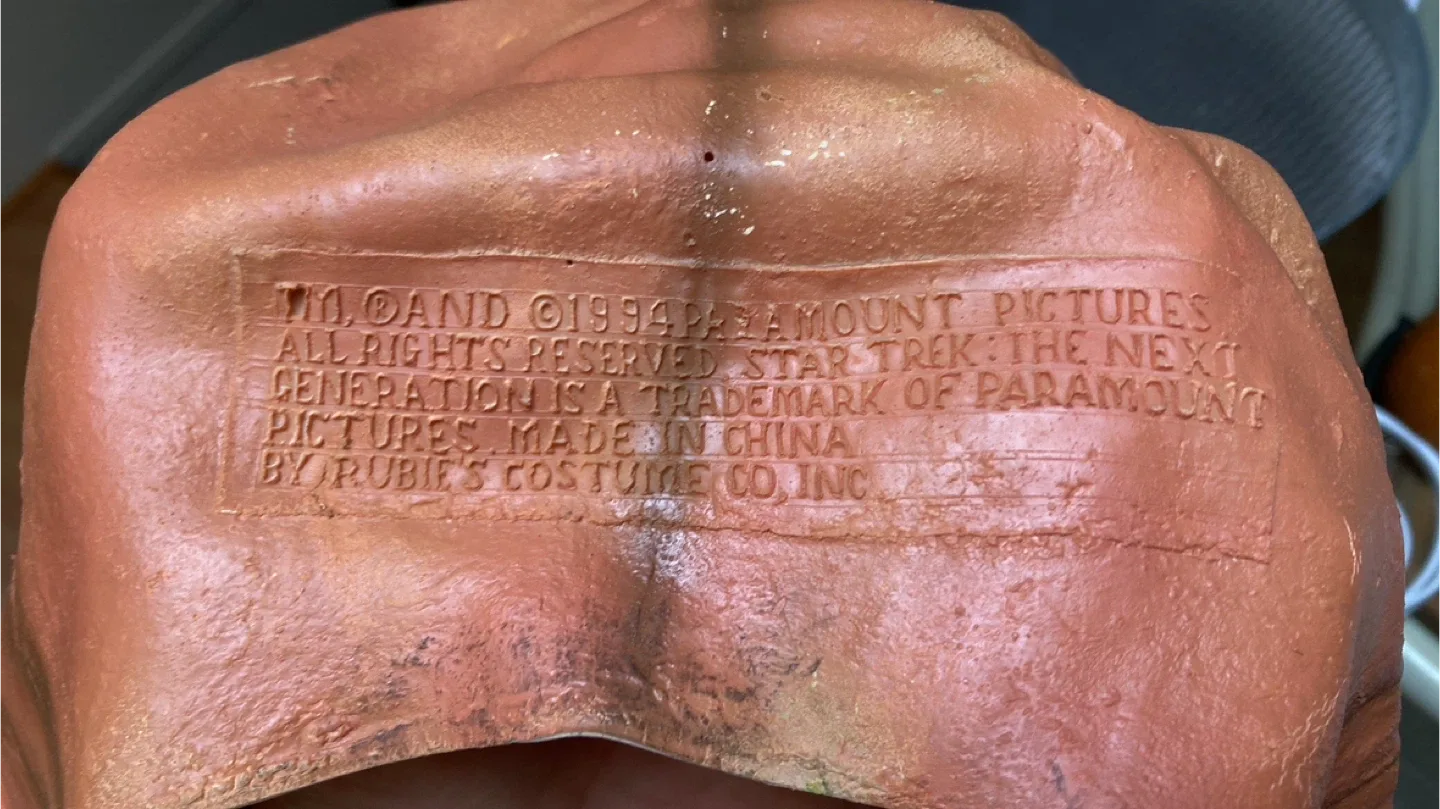 TM, ® AND ©1994 PARAMOUNT PICTURES
ALL RIGHTS RESERVED. STAR TREK: THE NEXT
GENERATION IS A TRADEMARK OF PARAMOUNT
PICTURES. MADE IN CHINA
BY RUBIE'S COSTUME CO, INC